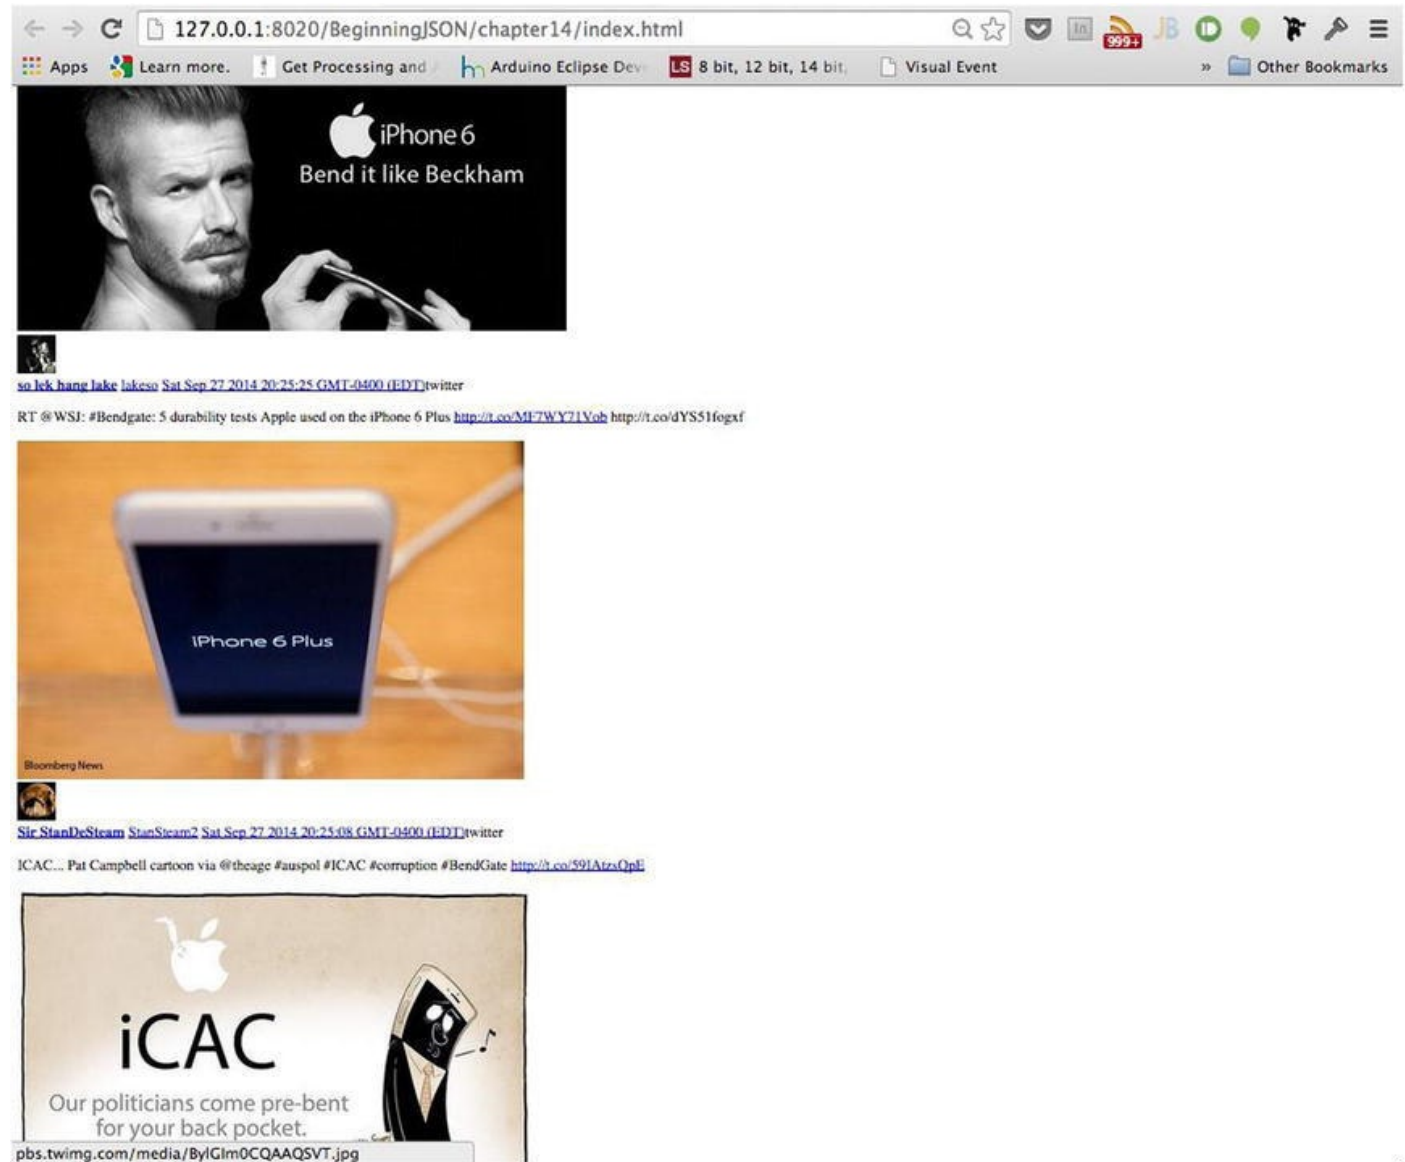 127.0.0.1:8020/BeginningJSON/chapter14/index.html
In
999+
JB
Apps
Learn more.
Get Processing and
Arduino Eclipse Dev
LS
8 bit, 12 bit, 14 bit,
Visual Event
»
Other Bookmarks
iPhone 6
Bend it like Beckham
so lek hang lake lakeso Sat Sep 27 2014 20:25:25 GMT-0400 (EDT)twitter
RT @WSJ: #Bendgate: 5 durability tests Apple used on the iPhone 6 Plus http://t.co/MF7WY71Vob http://t.co/dYS51fogxf
iPhone 6 Plus
Bloomberg News
Sir StanDeSteam StanSteam2 Sat Sep 27 2014 20:25:08 GMT-0400 (EDT)twitter
ICAC... Pat Campbell cartoon via @theage #auspol #ICAC #corruption #BendGate http://t.co/59IAtzsQpE
iCAC
Our politicians come pre-bent
for your back pocket.
pbs.twimg.com/media/BylGIm0CQAAQSVT.jpg